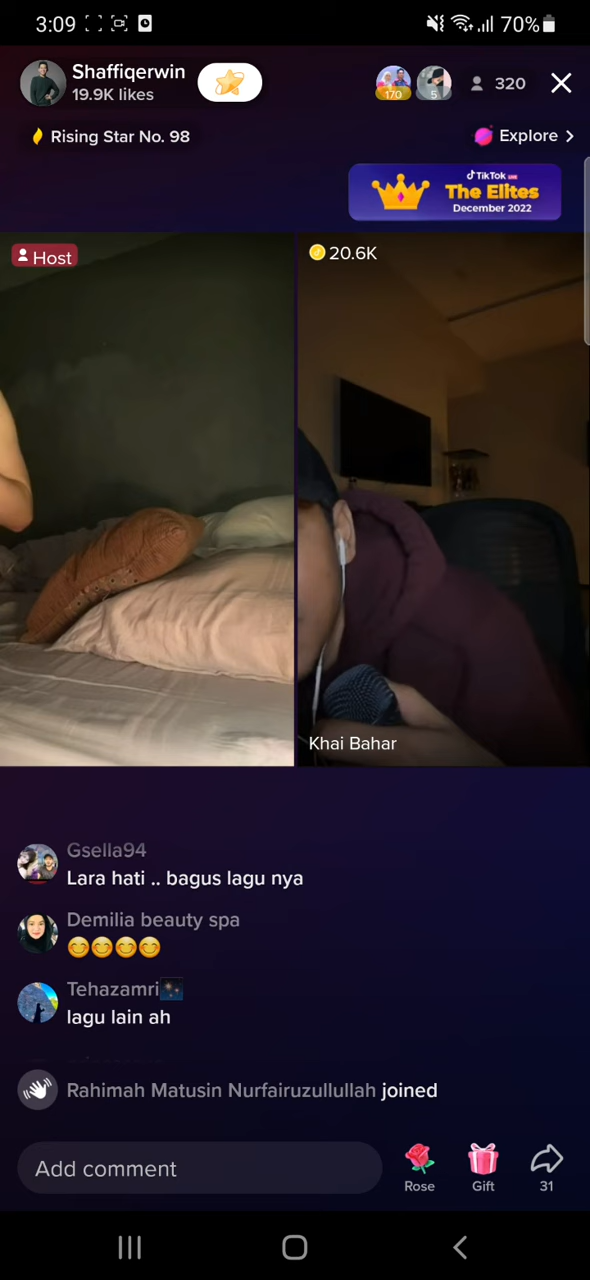 3:09
70%
Shaffiqerwin
19.9K likes
170
5
320
Rising Star No. 98
Explore
TikTok LIVE
The Elites
December 2022
Host
20.6K
Khai Bahar
Gsella94
Lara hati .. bagus lagu nya
Demilia beauty spa
😊😊😊😊
Tehazamri
lagu lain ah
Rahimah Matusin Nurfairuzullullah joined
Add comment
Rose
Gift
31